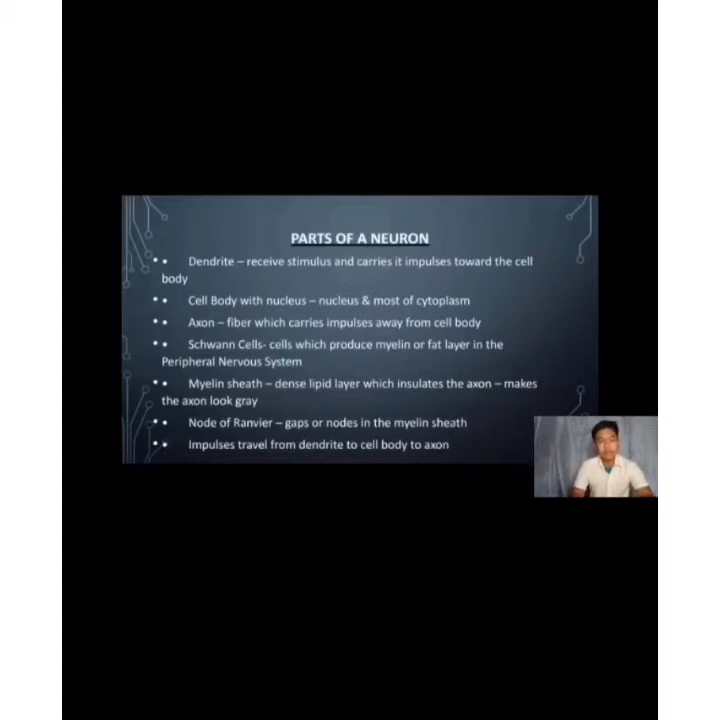 PARTS OF A NEURON
• • Dendrite – receive stimulus and carries it impulses toward the cell
body
• • Cell Body with nucleus – nucleus & most of cytoplasm
• • Axon – fiber which carries impulses away from cell body
• • Schwann Cells- cells which produce myelin or fat layer in the
Peripheral Nervous System
• • Myelin sheath – dense lipid layer which insulates the axon – makes
the axon look gray
• • Node of Ranvier – gaps or nodes in the myelin sheath
• • Impulses travel from dendrite to cell body to axon